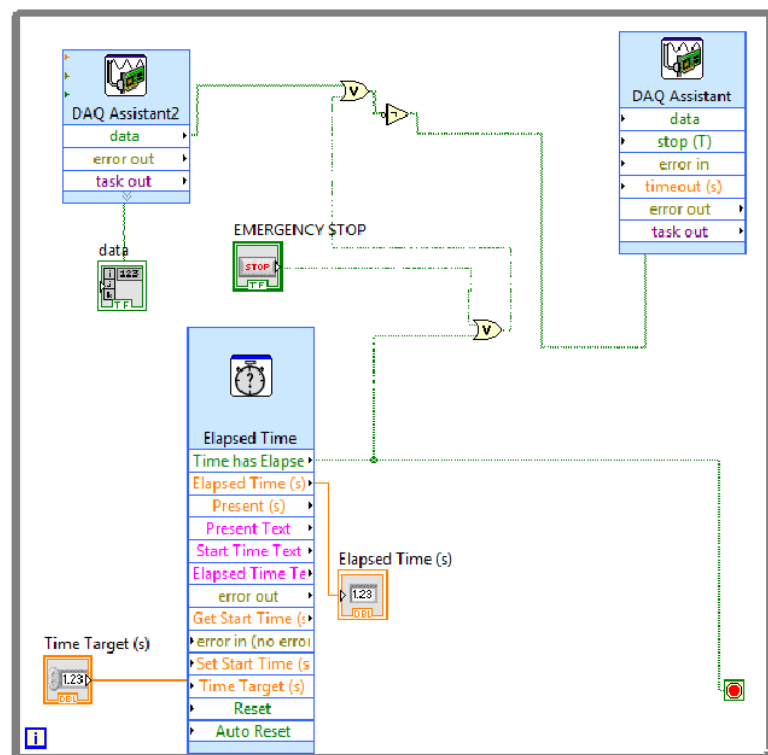 DAQ Assistant2
data
error out
task out
data
i
j
k
123
TF
EMERGENCY STOP
STOP
TF
V
V
DAQ Assistant
data
stop (T)
error in
timeout (s)
error out
task out
?
Elapsed Time
Time has Elapse
Elapsed Time (s)
Present (s)
Present Text
Start Time Text
Elapsed Time Te
error out
Get Start Time (s
error in (no error
Set Start Time (s
Time Target (s)
Reset
Auto Reset
Elapsed Time (s)
1.23
DBL
Time Target (s)
1.23
DBL
i